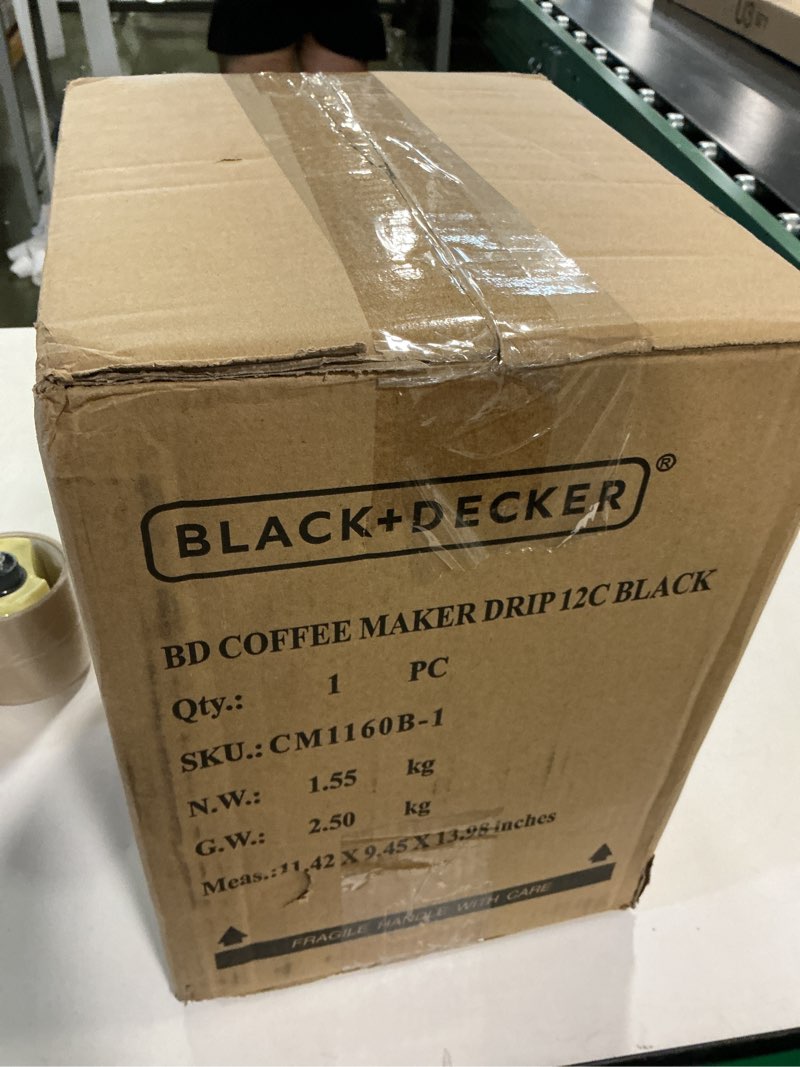 BLACK+DECKER®
BD COFFEE MAKER DRIP 12C BLACK
Qty.: 1 PC
SKU.: CM1160B-1
N.W.: 1.55 kg
G.W.: 2.50 kg
Meas.: 11.42 X 9.45 X 13.98 inches
FRAGILE HANDLE WITH CARE